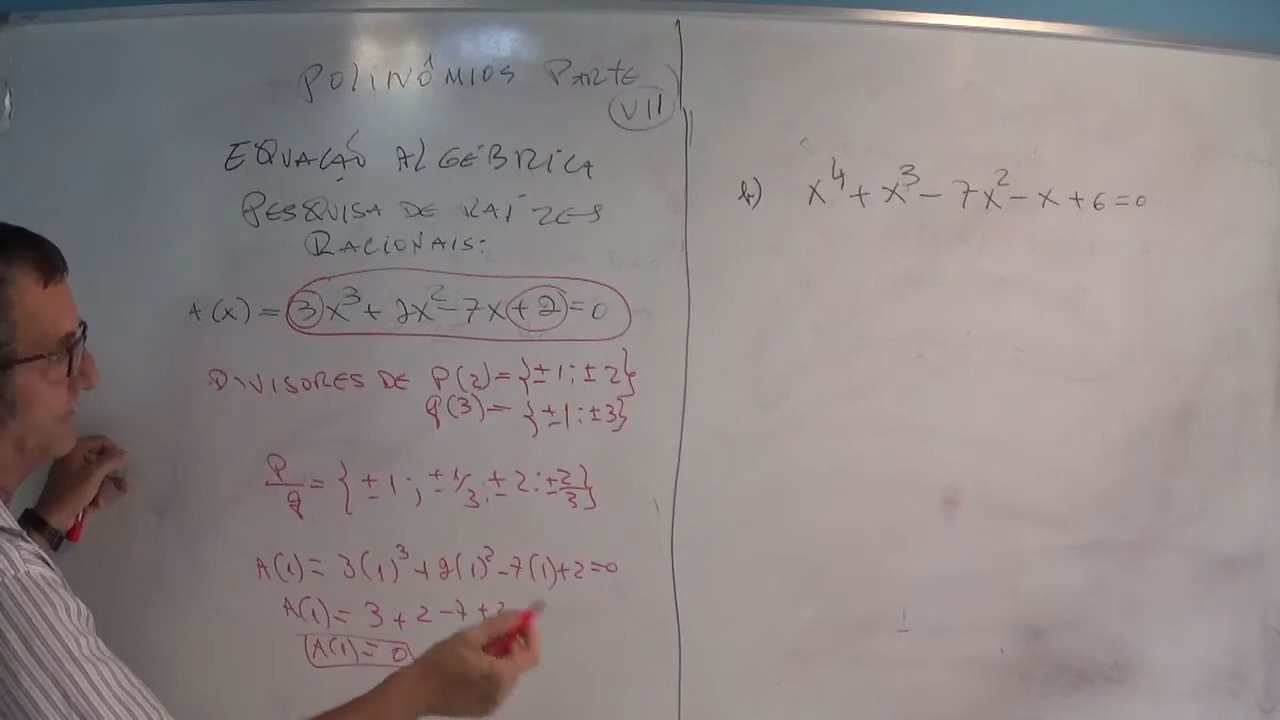 POLINÔMIOS PARTE
VII
EQUAÇÃO ALGÉBRICA
PESQUISA DE RAÍZES
RACIONAIS:
A(x) = 3x³ + 2x² - 7x + 2 = 0
DIVISORES DE P(2) = {± 1 ; ± 2}
q(3) = {± 1 ; ± 3}
P/q = {± 1 ; ± 1/3 ; ± 2 ; ± 2/3}
A(1) = 3(1)³ + 2(1)² - 7(1) + 2 = 0
A(1) = 3 + 2 - 7 + 2
A(1) = 0
b) x⁴ + x³ - 7x² - x + 6 = 0